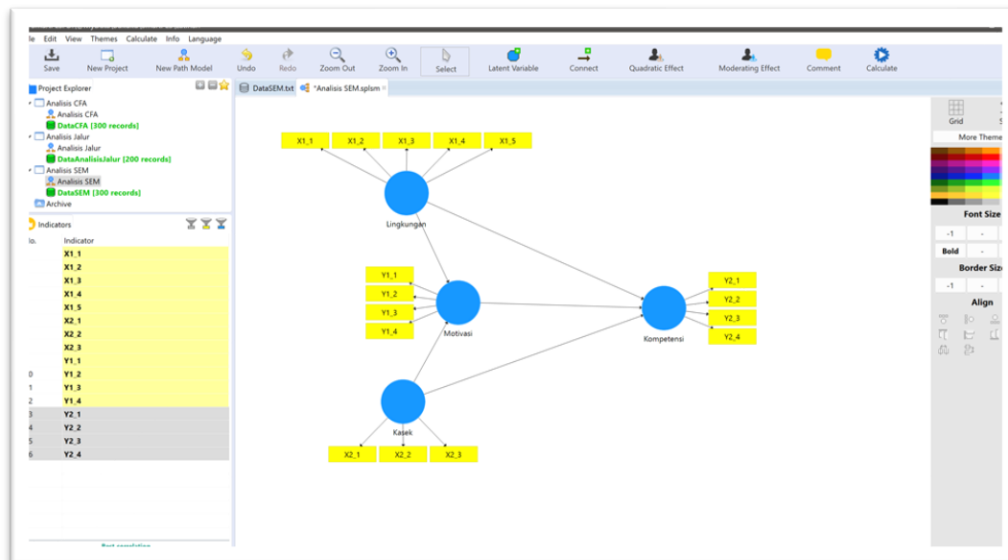 le Edit View Themes Calculate Info Language
Save New Project New Path Model Undo Redo Zoom Out Zoom In Select Latent Variable Connect Quadratic Effect Moderating Effect Comment Calculate
Project Explorer
Analisis CFA
Analisis CFA
DataCFA [300 records]
Analisis Jalur
Analisis Jalur
DataAnalisisJalur [200 records]
Analisis SEM
Analisis SEM
DataSEM [300 records]
Archive
Indicators
lo. Indicator
X1_1
X1_2
X1_3
X1_4
X1_5
X2_1
X2_2
X2_3
Y1_1
0 Y1_2
1 Y1_3
2 Y1_4
3 Y2_1
4 Y2_2
5 Y2_3
6 Y2_4
DataSEM.txt *Analisis SEM.splsm
X1_1 X1_2 X1_3 X1_4 X1_5
Lingkungan
Y1_1
Y1_2
Y1_3
Y1_4
Motivasi
Y2_1
Y2_2
Y2_3
Y2_4
Kompetensi
Kasek
X2_1 X2_2 X2_3
Grid S
More Theme
Font Size
-1 -
Bold -
Border Siz
-1 -
Align